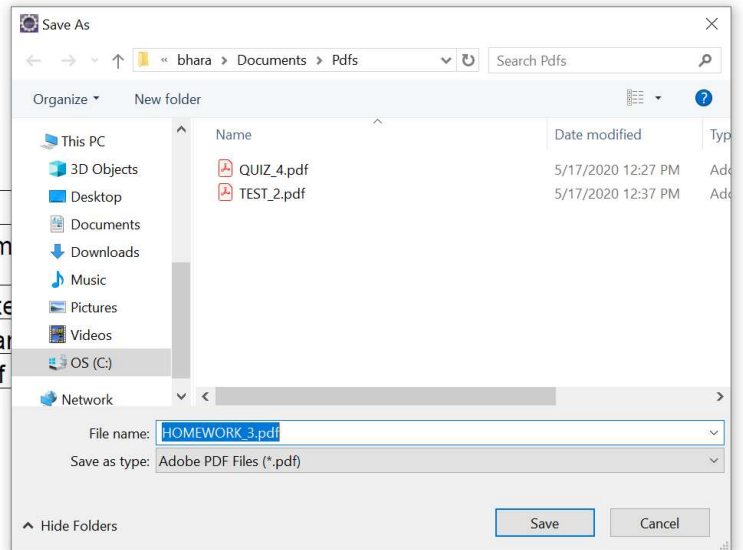 Save As
« bhara > Documents > Pdfs
Search Pdfs
Organize
New folder
?
Name
Date modified
Typ
This PC
3D Objects
Desktop
Documents
Downloads
Music
Pictures
Videos
OS (C:)
Network
QUIZ_4.pdf 5/17/2020 12:27 PM Ado
TEST_2.pdf 5/17/2020 12:37 PM Ado
File name: HOMEWORK_3.pdf
Save as type: Adobe PDF Files (*.pdf)
Hide Folders
Save
Cancel